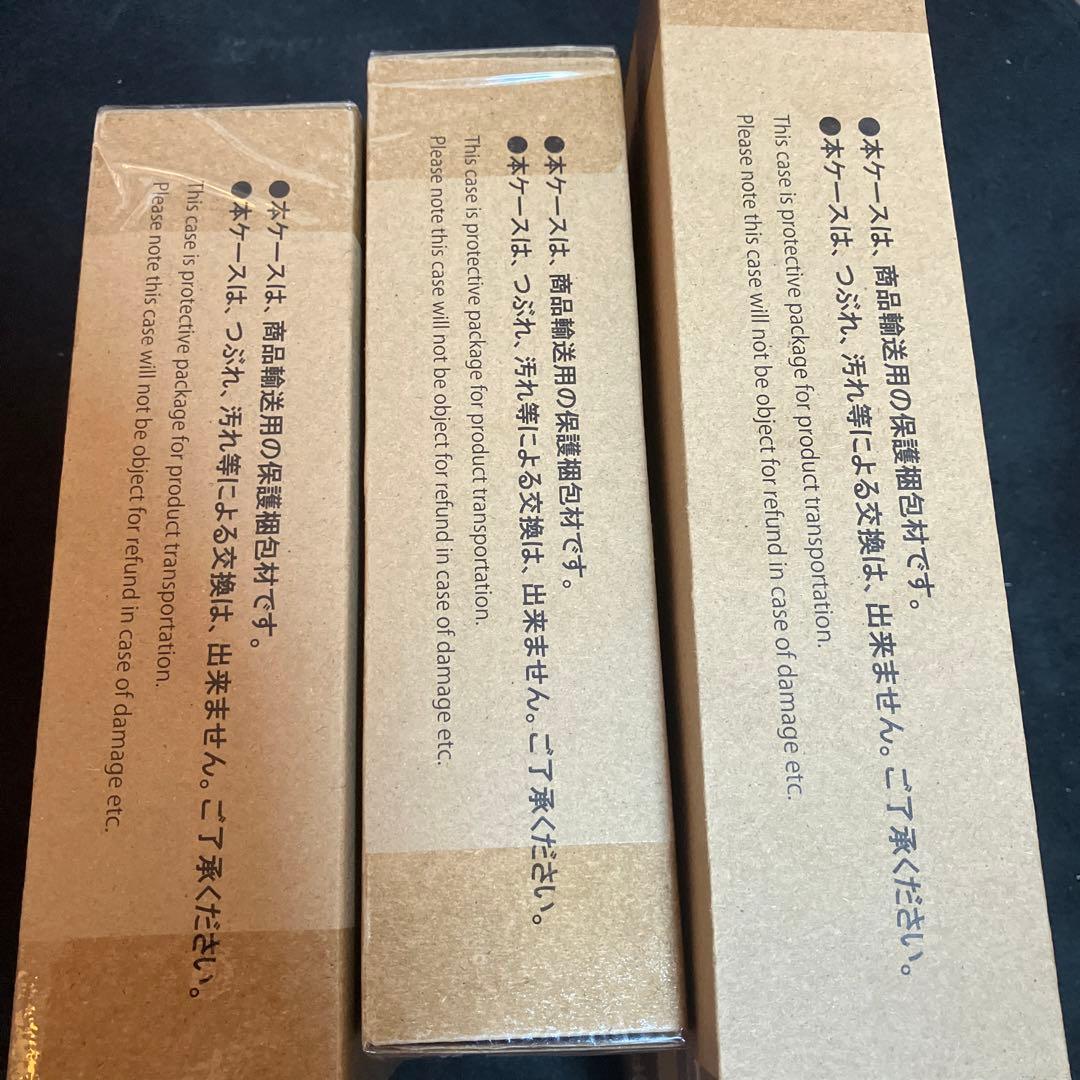 ●本ケースは、商品輸送用の保護梱包材です。
●本ケースは、つぶれ、汚れ等による交換は、出来ません。ご了承ください。
This case is protective package for product transportation.
Please note this case will not be object for refund in case of damage etc.
●本ケースは、商品輸送用の保護梱包材です。
●本ケースは、つぶれ、汚れ等による交換は、出来ません。ご了承ください。
This case is protective package for product transportation.
Please note this case will not be object for refund in case of damage etc.
●本ケースは、商品輸送用の保護梱包材です。
●本ケースは、つぶれ、汚れ等による交換は、出来ません。ご了承ください。
This case is protective package for product transportation.
Please note this case will not be object for refund in case of damage etc.